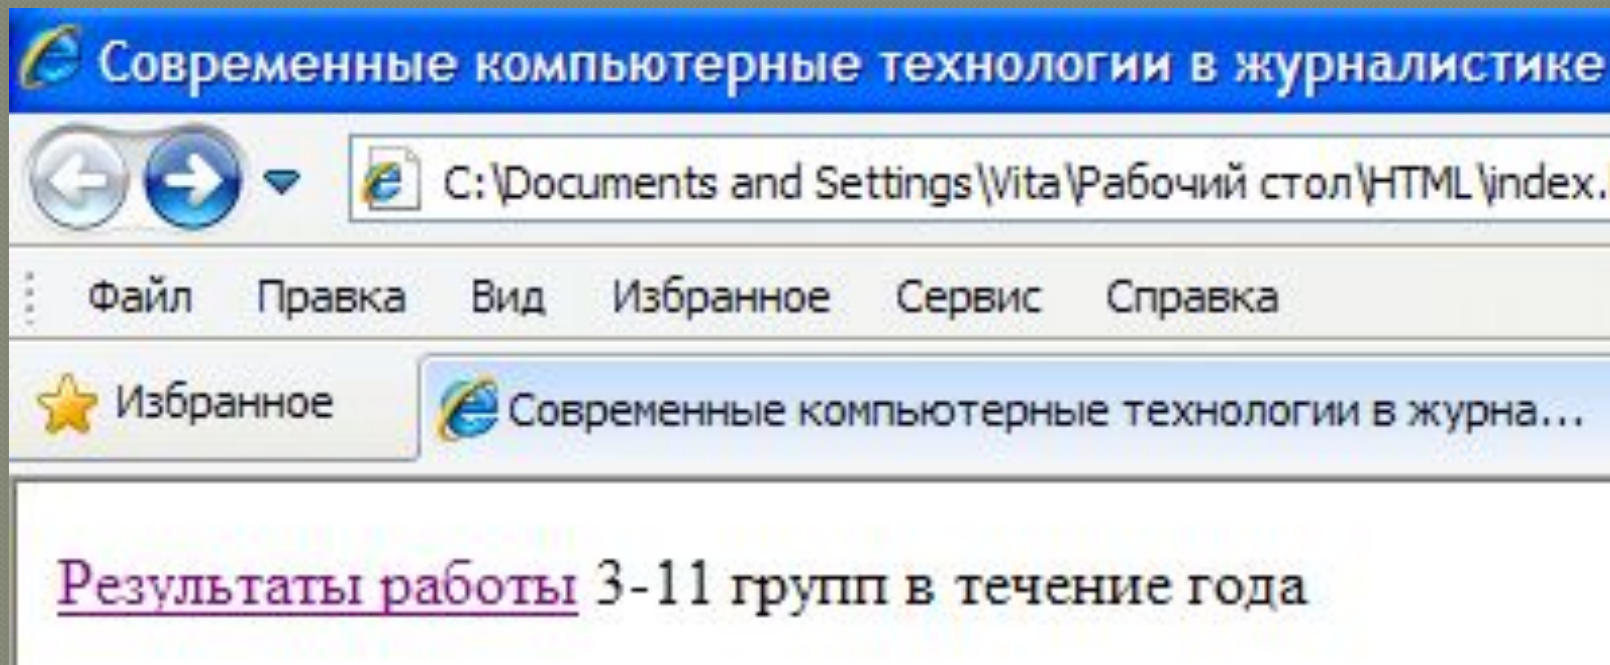 Современные компьютерные технологии в журналистике
C:\Documents and Settings\Vita\Рабочий стол\HTML\index.
Файл Правка Вид Избранное Сервис Справка
Избранное Современные компьютерные технологии в журна...
Результаты работы 3-11 групп в течение года